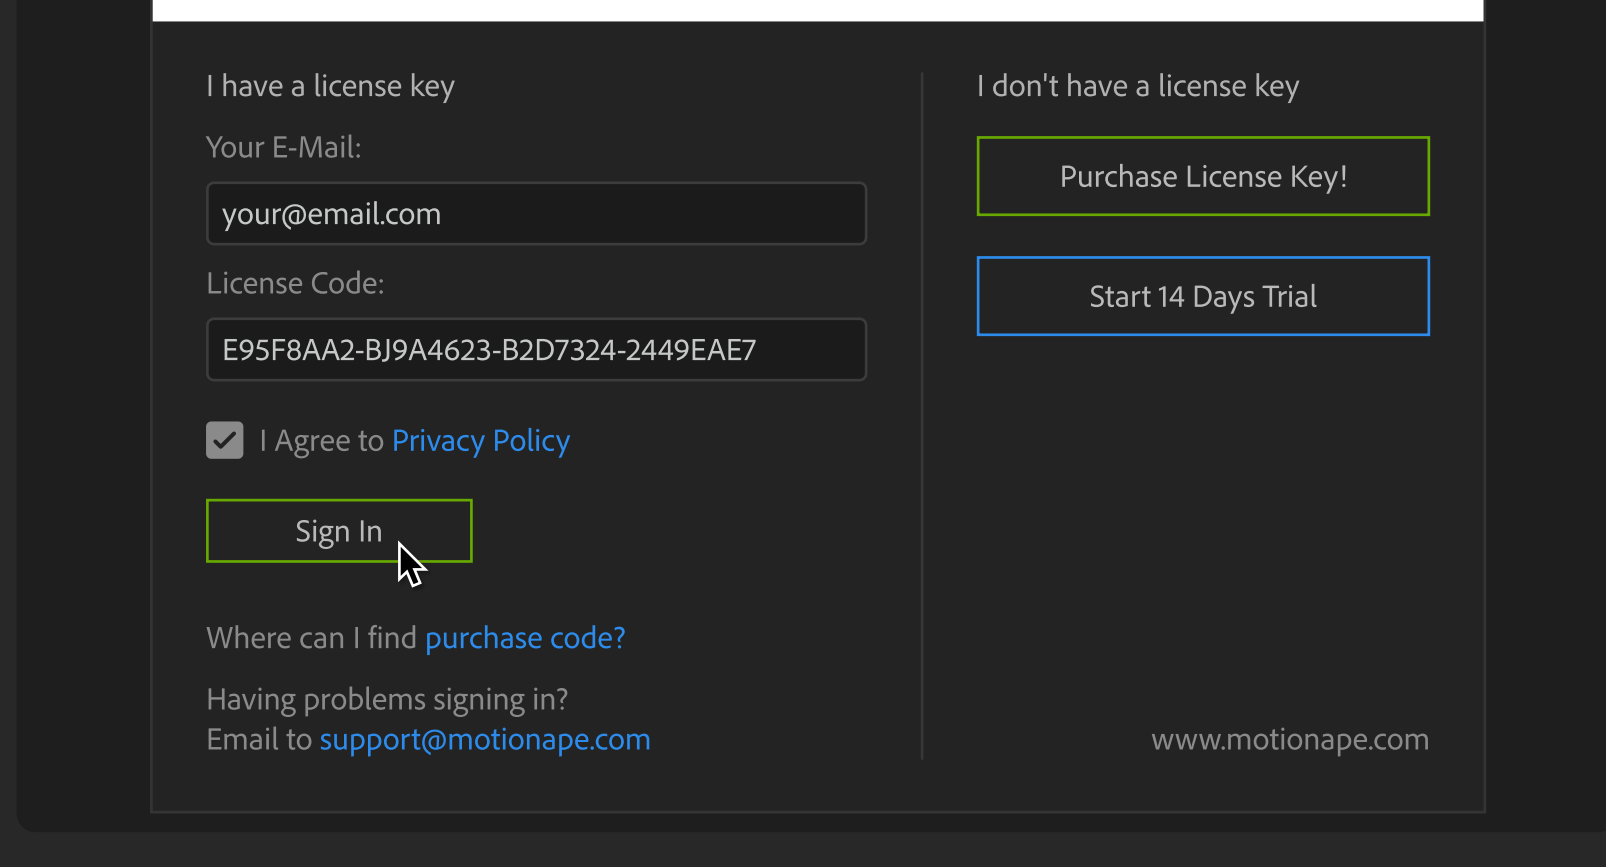 I have a license key
Your E-Mail:
your@email.com
License Code:
E95F8AA2-BJ9A4623-B2D7324-2449EAE7
I Agree to Privacy Policy
Sign In
Where can I find purchase code?
Having problems signing in?
Email to support@motionape.com
I don't have a license key
Purchase License Key!
Start 14 Days Trial
www.motionape.com